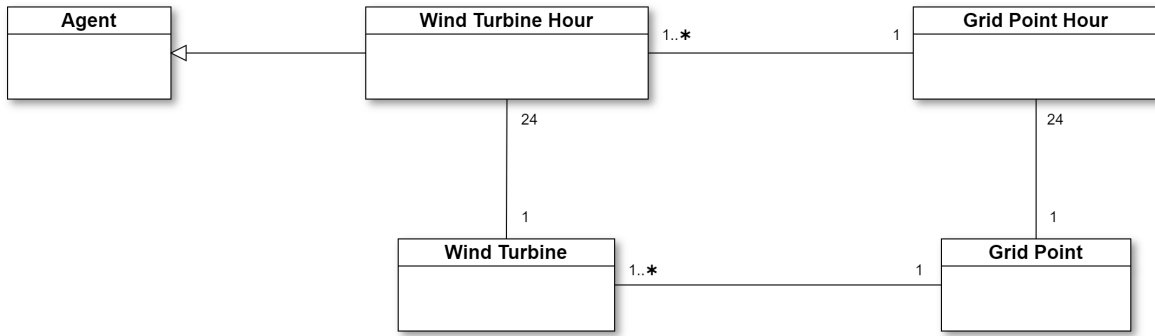 Agent
Wind Turbine Hour
Grid Point Hour
1..*
1
24
24
1
1
Wind Turbine
Grid Point
1..*
1